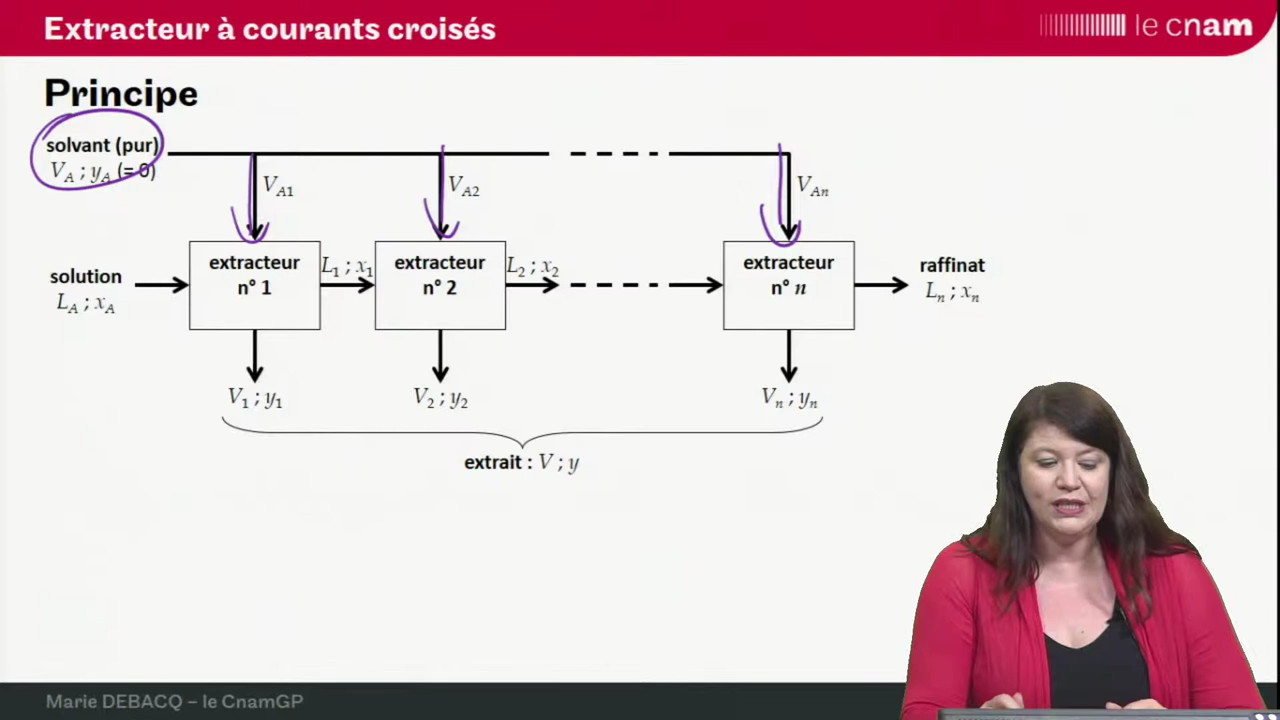 Extracteur à courants croisés
le cnam
Principe
solvant (pur)
V_A ; y_A (= 0)
V_A1
V_A2
V_An
solution
L_A ; x_A
extracteur
n° 1
L_1 ; x_1
extracteur
n° 2
L_2 ; x_2
extracteur
n° n
raffinat
L_n ; x_n
V_1 ; y_1
V_2 ; y_2
V_n ; y_n
extrait : V ; y
Marie DEBACQ – le CnamGP